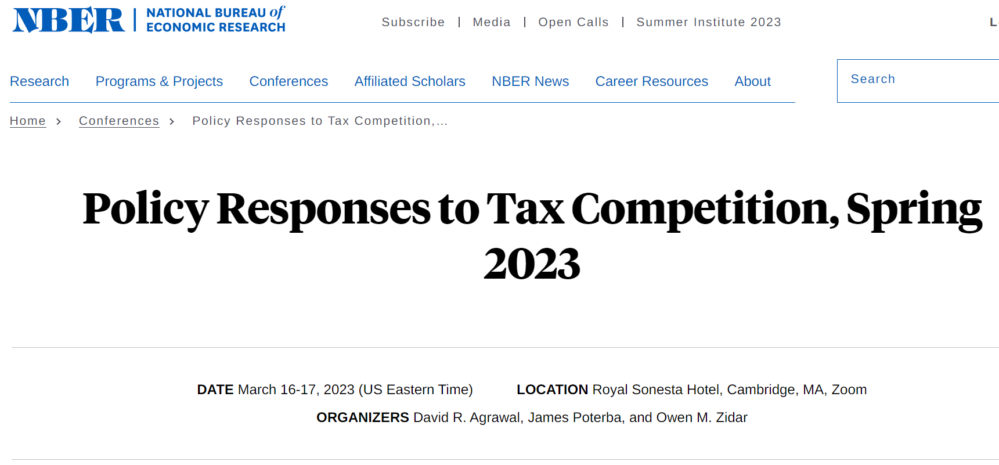 NBER | NATIONAL BUREAU of
ECONOMIC RESEARCH
Subscribe | Media | Open Calls | Summer Institute 2023
Research Programs & Projects Conferences Affiliated Scholars NBER News Career Resources About
Search
Home > Conferences > Policy Responses to Tax Competition,...
Policy Responses to Tax Competition, Spring
2023
DATE March 16-17, 2023 (US Eastern Time) LOCATION Royal Sonesta Hotel, Cambridge, MA, Zoom
ORGANIZERS David R. Agrawal, James Poterba, and Owen M. Zidar